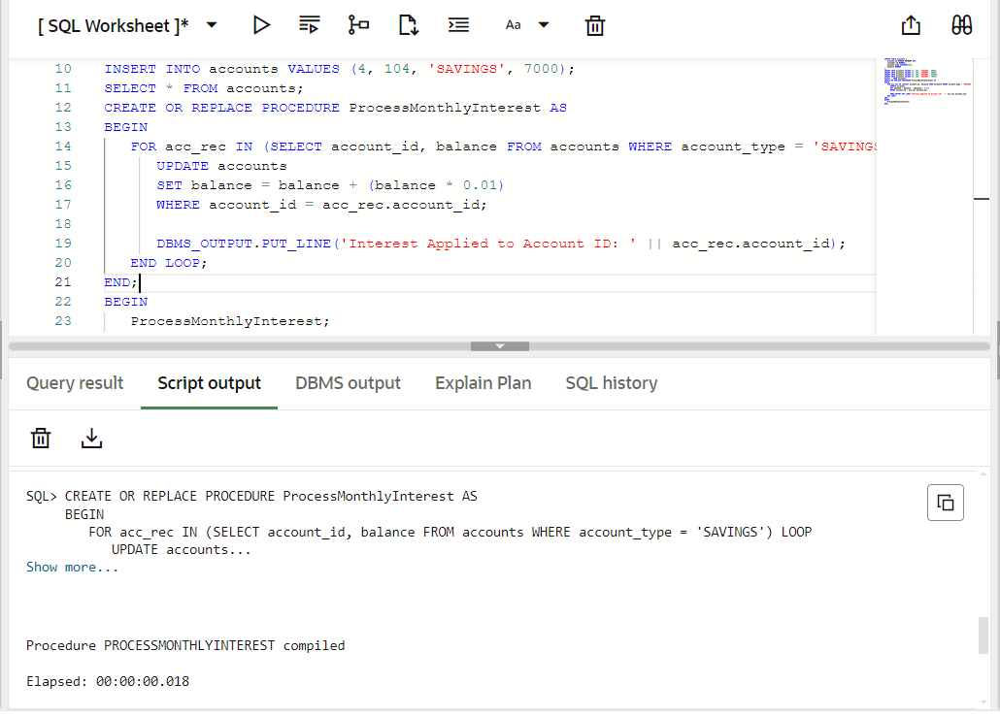 [ SQL Worksheet ]*
Aa
10 INSERT INTO accounts VALUES (4, 104, 'SAVINGS', 7000);
11 SELECT * FROM accounts;
12 CREATE OR REPLACE PROCEDURE ProcessMonthlyInterest AS
13 BEGIN
14 FOR acc_rec IN (SELECT account_id, balance FROM accounts WHERE account_type = 'SAVINGS
15 UPDATE accounts
16 SET balance = balance + (balance * 0.01)
17 WHERE account_id = acc_rec.account_id;
18
19 DBMS_OUTPUT.PUT_LINE('Interest Applied to Account ID: ' || acc_rec.account_id);
20 END LOOP;
21 END;
22 BEGIN
23 ProcessMonthlyInterest;
Query result Script output DBMS output Explain Plan SQL history
SQL> CREATE OR REPLACE PROCEDURE ProcessMonthlyInterest AS
BEGIN
FOR acc_rec IN (SELECT account_id, balance FROM accounts WHERE account_type = 'SAVINGS') LOOP
UPDATE accounts...
Show more...
Procedure PROCESSMONTHLYINTEREST compiled
Elapsed: 00:00:00.018